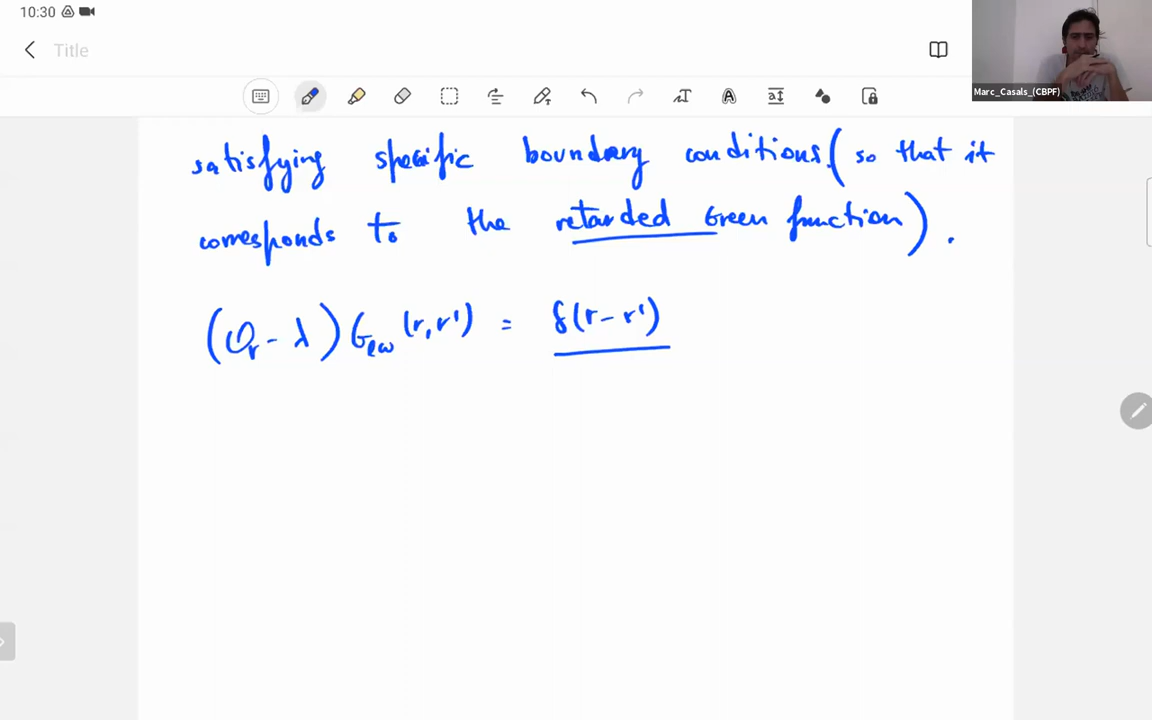 10:30
Title
Marc_Casals_(CBPF)
satisfying specific boundary conditions. (so that it
corresponds to the retarded Green function).
(𝒪_r - λ) G_{ℓω} (r, r') = δ(r - r')